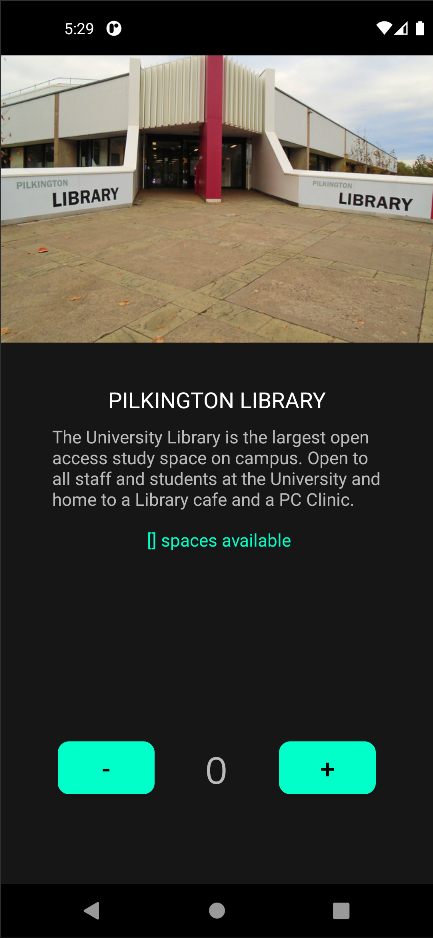 5:29
PILKINGTON
LIBRARY
PILKINGTON
LIBRARY
PILKINGTON LIBRARY
The University Library is the largest open
access study space on campus. Open to
all staff and students at the University and
home to a Library cafe and a PC Clinic.
[] spaces available
- 0 +